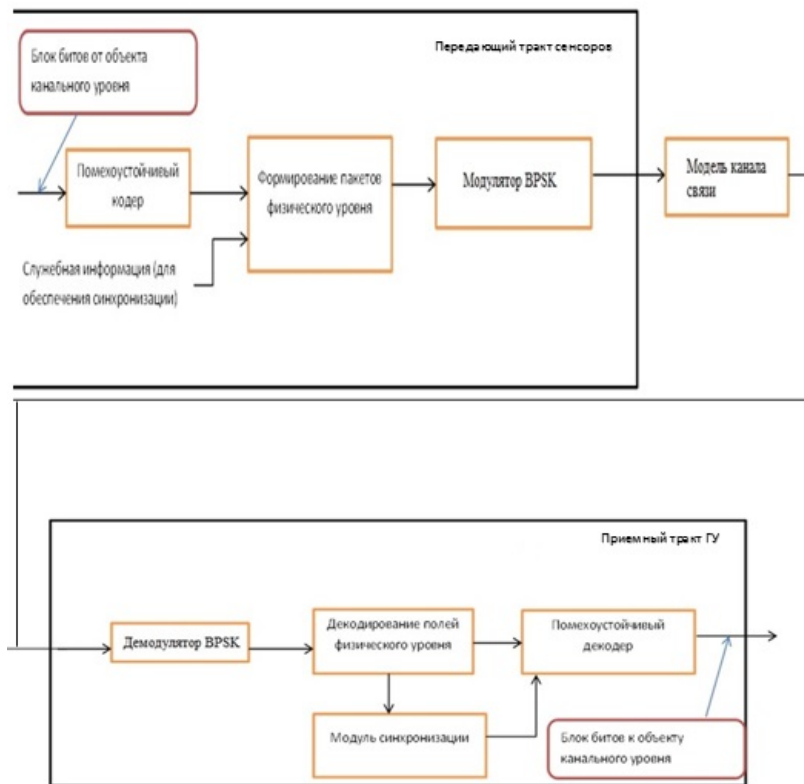 Передающий тракт сенсоров
Блок битов от объекта
канального уровня
Помехоустойчивый
кодер
Формирование пакетов
физического уровня
Модулятор BPSK
Модель канала
связи
Служебная информация (для
обеспечения синхронизации)
Приемный тракт ГУ
Демодулятор BPSK
Декодирование полей
физического уровня
Помехоустойчивый
декодер
Модуль синхронизации
Блок битов к объекту
канального уровня